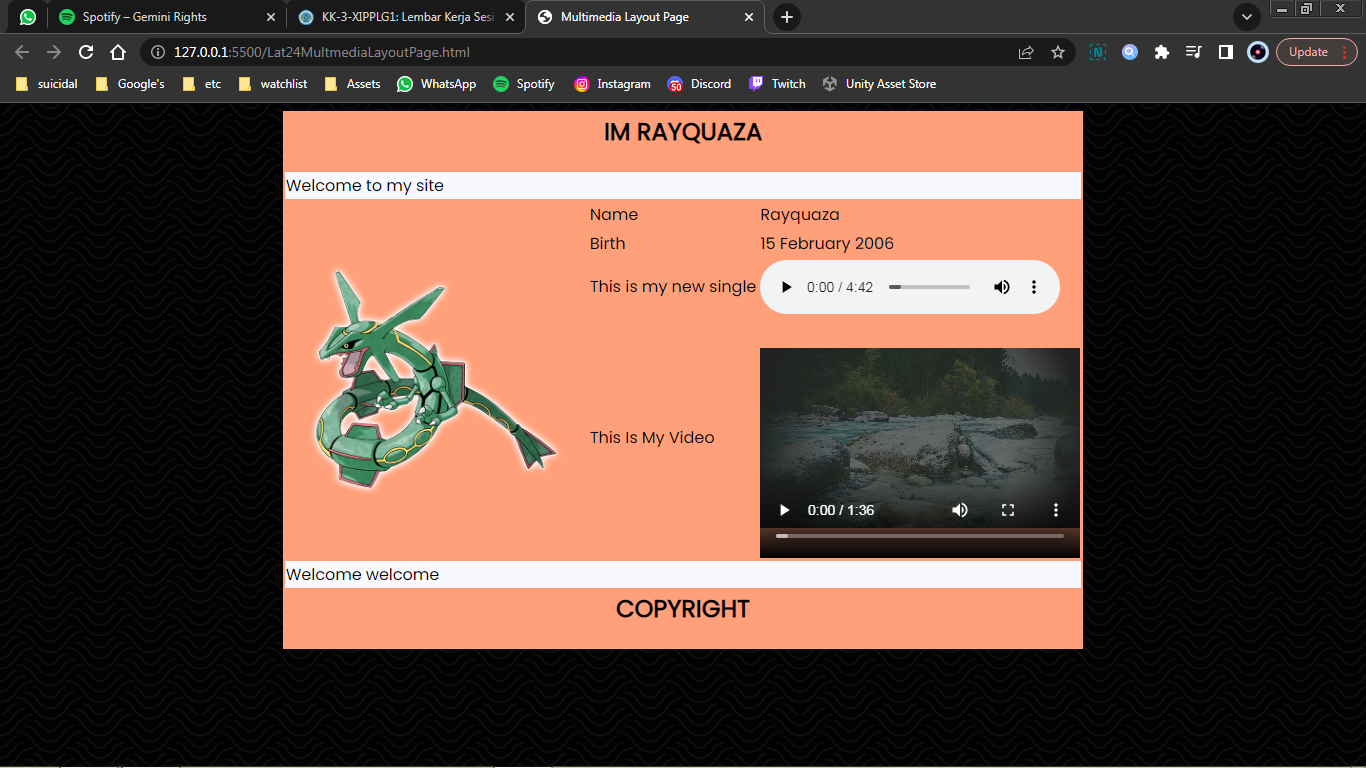 Spotify – Gemini Rights
KK-3-XIPPLG1: Lembar Kerja Sesi
Multimedia Layout Page
127.0.0.1:5500/Lat24MultmediaLayoutPage.html
Update
suicidal
Google's
etc
watchlist
Assets
WhatsApp
Spotify
Instagram
50
Discord
Twitch
Unity Asset Store
IM RAYQUAZA
Welcome to my site
Name Rayquaza
Birth 15 February 2006
This is my new single 0:00 / 4:42
This Is My Video
0:00 / 1:36
Welcome welcome
COPYRIGHT